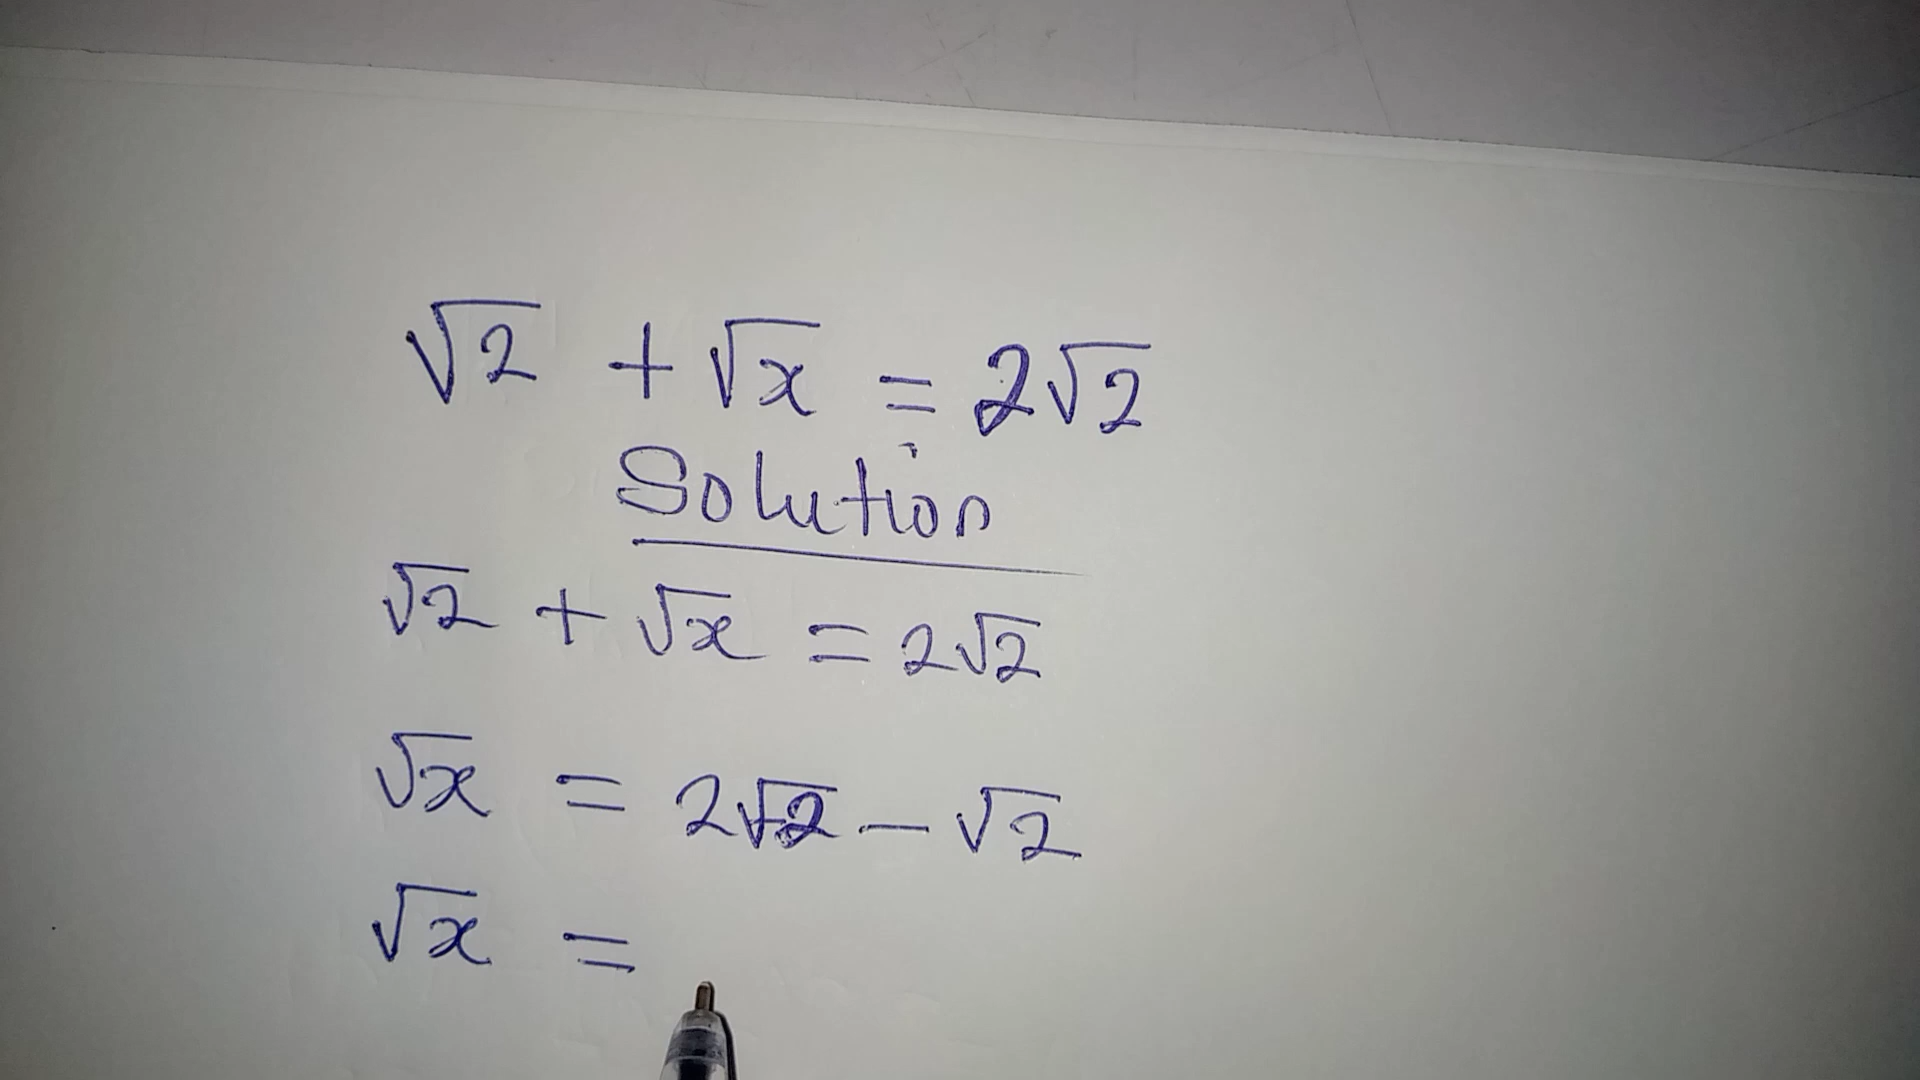 √2 + √x = 2√2
Solution
√2 + √x = 2√2
√x = 2√2 − √2
√x =